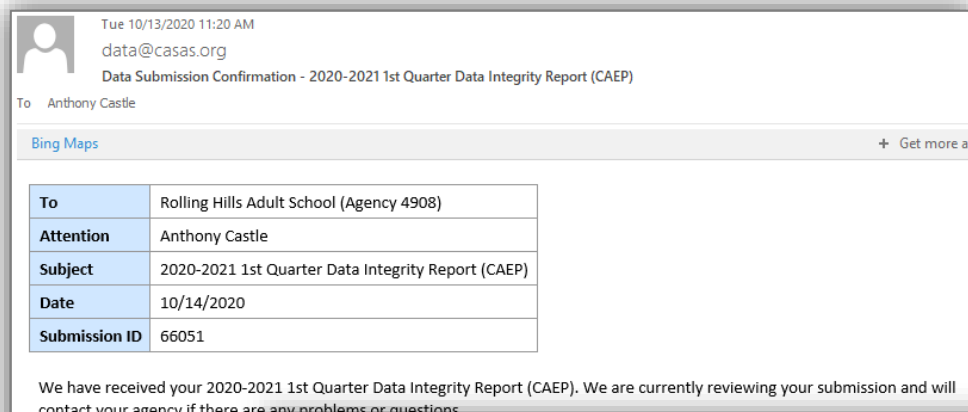 Tue 10/13/2020 11:20 AM
data@casas.org
Data Submission Confirmation - 2020-2021 1st Quarter Data Integrity Report (CAEP)
To Anthony Castle
Bing Maps + Get more a
To Rolling Hills Adult School (Agency 4908)
Attention Anthony Castle
Subject 2020-2021 1st Quarter Data Integrity Report (CAEP)
Date 10/14/2020
Submission ID 66051
We have received your 2020-2021 1st Quarter Data Integrity Report (CAEP). We are currently reviewing your submission and will
contact your agency if there are any problems or questions